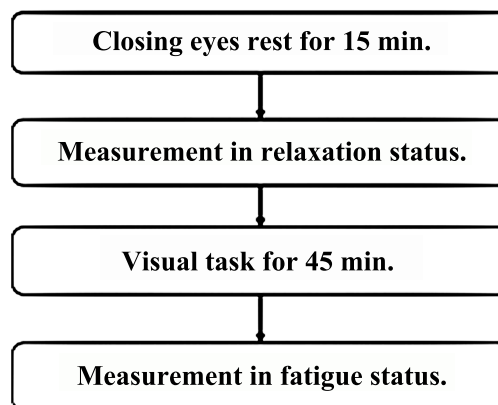 Closing eyes rest for 15 min.
Measurement in relaxation status.
Visual task for 45 min.
Measurement in fatigue status.